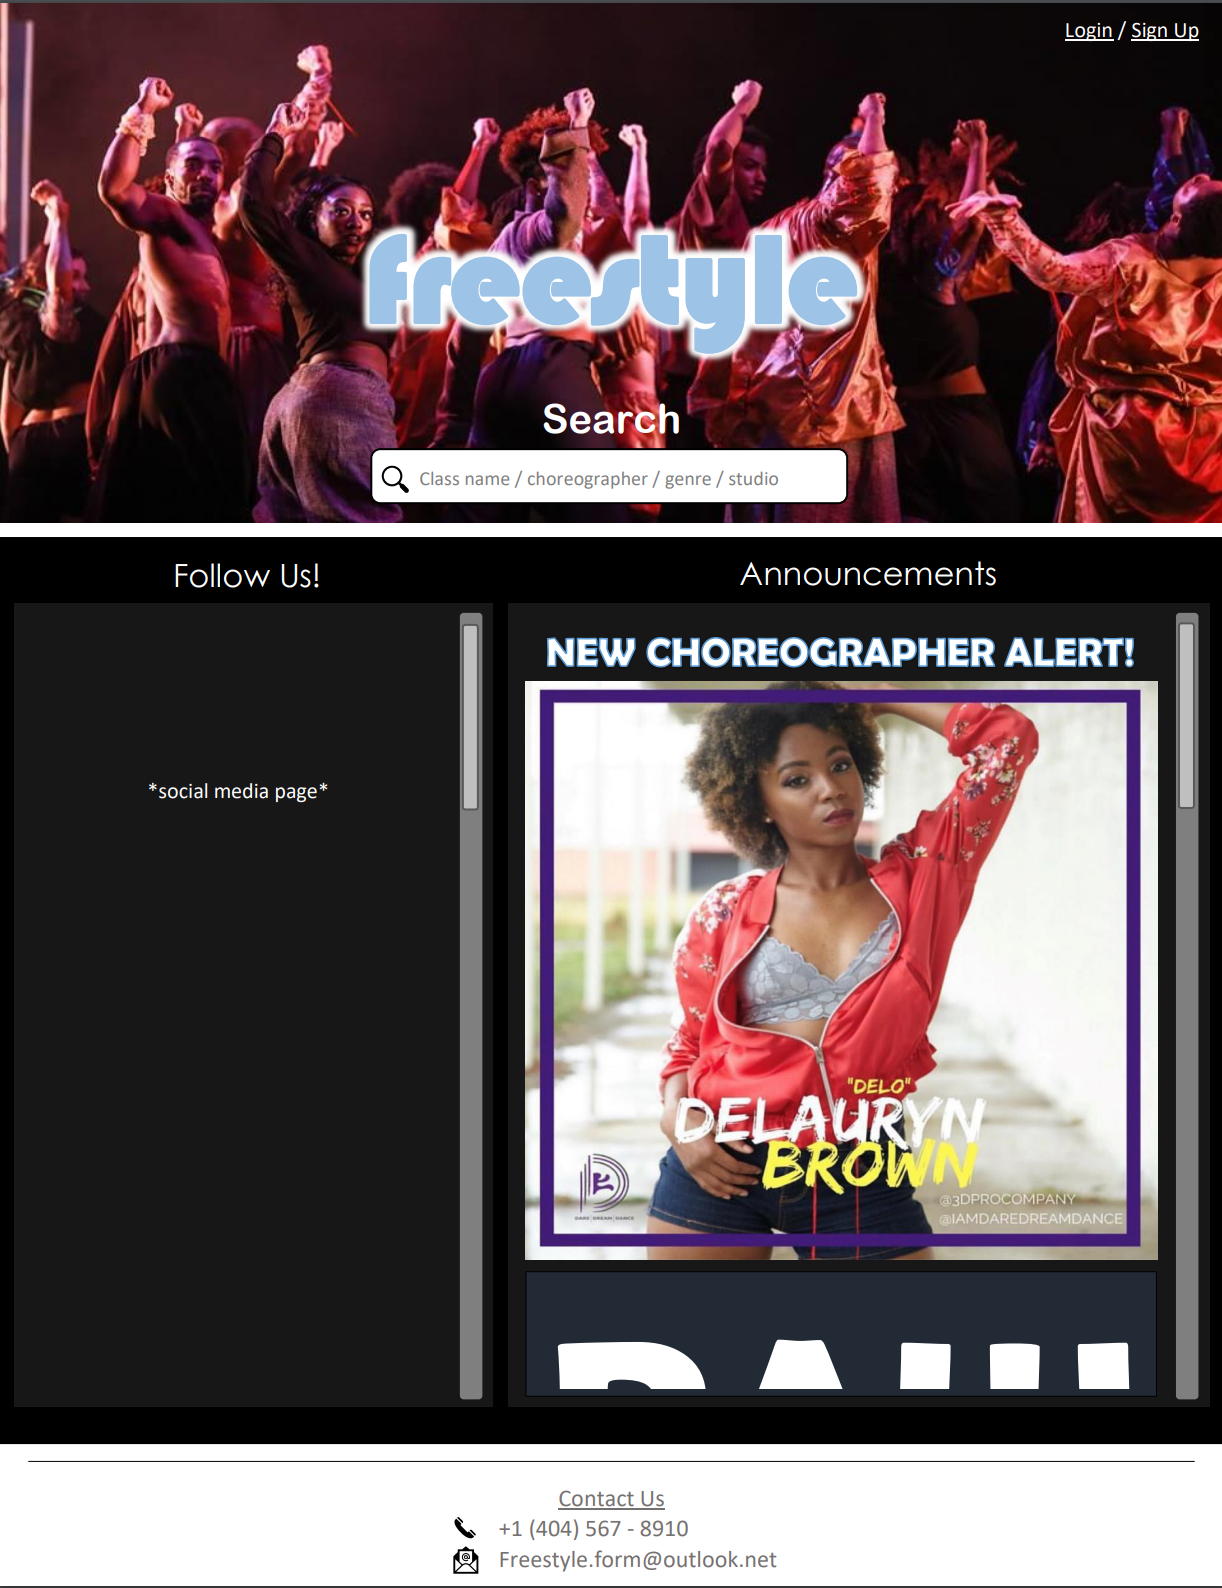 Login / Sign Up
freestyle
Search
Class name / choreographer / genre / studio
Follow Us!
*social media page*
Announcements
NEW CHOREOGRAPHER ALERT!
"DELO"
DELAURYN
BROWN
DARE | DREAM | DANCE
@3DPROCOMPANY
@IAMDAREDREAMDANCE
Contact Us
+1 (404) 567 - 8910
Freestyle.form@outlook.net